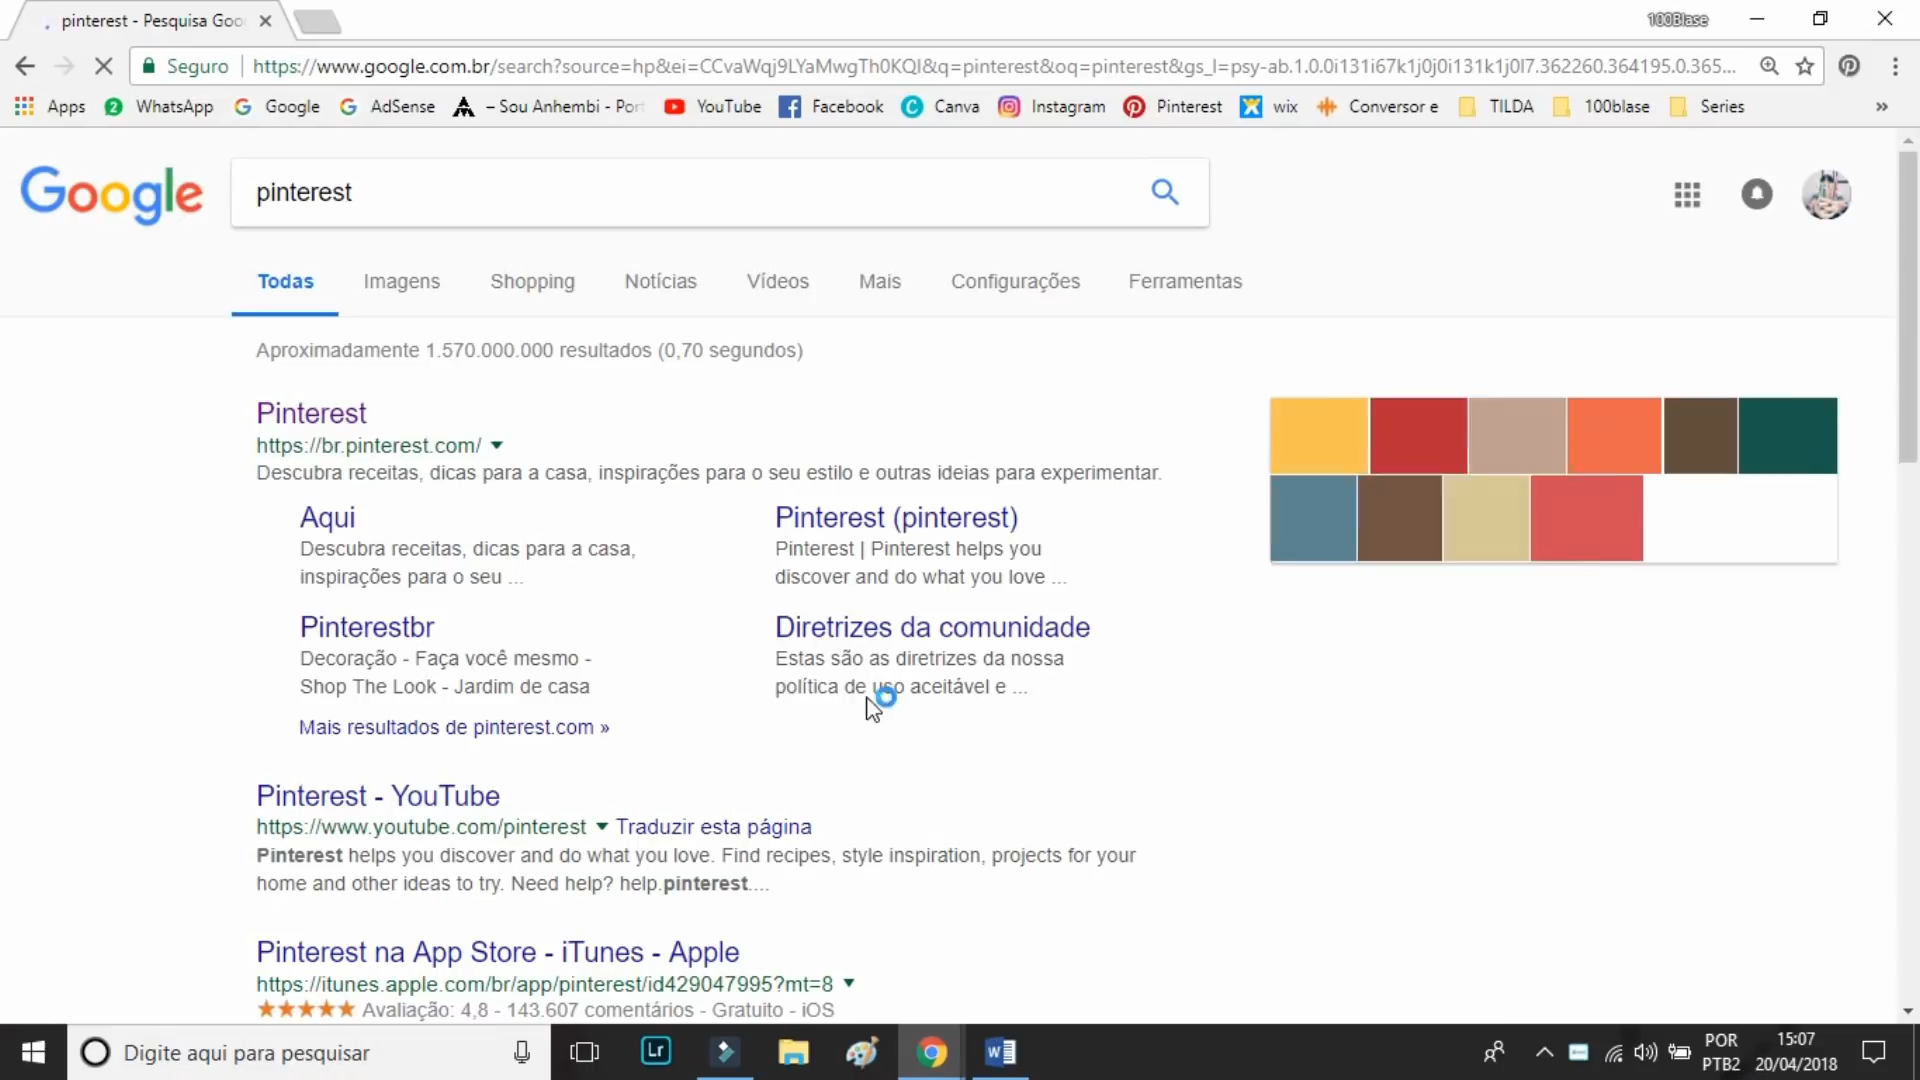 pinterest - Pesquisa Goo
100Blase
Seguro https://www.google.com.br/search?source=hp&ei=CCvaWqj9LYaMwgTh0KQI&q=pinterest&oq=pinterest&gs_l=psy-ab.1.0.0i131i67k1j0j0i131k1j0l7.362260.364195.0.365...
Apps WhatsApp Google AdSense – Sou Anhembi - Port YouTube Facebook Canva Instagram Pinterest wix Conversor e TILDA 100blase Series »
Google pinterest
Todas Imagens Shopping Notícias Vídeos Mais Configurações Ferramentas
Aproximadamente 1.570.000.000 resultados (0,70 segundos)
Pinterest
https://br.pinterest.com/
Descubra receitas, dicas para a casa, inspirações para o seu estilo e outras ideias para experimentar.
Aqui
Descubra receitas, dicas para a casa,
inspirações para o seu ...
Pinterest (pinterest)
Pinterest | Pinterest helps you
discover and do what you love ...
Pinterestbr
Decoração - Faça você mesmo -
Shop The Look - Jardim de casa
Diretrizes da comunidade
Estas são as diretrizes da nossa
política de uso aceitável e ...
Mais resultados de pinterest.com »
Pinterest - YouTube
https://www.youtube.com/pinterest Traduzir esta página
Pinterest helps you discover and do what you love. Find recipes, style inspiration, projects for your
home and other ideas to try. Need help? help.pinterest....
Pinterest na App Store - iTunes - Apple
https://itunes.apple.com/br/app/pinterest/id429047995?mt=8
Avaliação: 4,8 - 143.607 comentários - Gratuito - iOS
Digite aqui para pesquisar
Lr
POR
PTB2
15:07
20/04/2018